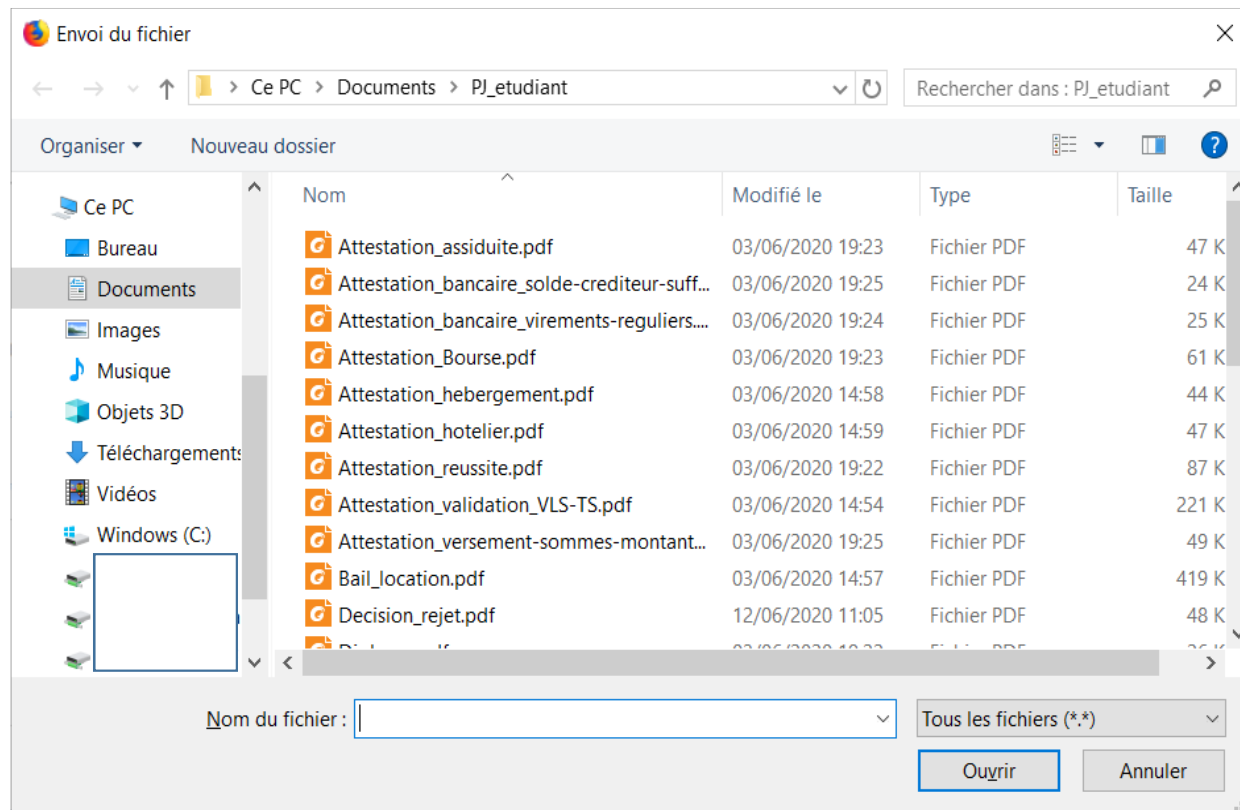 Envoi du fichier
Ce PC > Documents > PJ_etudiant
Rechercher dans : PJ_etudiant
Organiser
Nouveau dossier
?
Ce PC
Bureau
Documents
Images
Musique
Objets 3D
Téléchargements
Vidéos
Windows (C:)
Nom Modifié le Type Taille
Attestation_assiduite.pdf 03/06/2020 19:23 Fichier PDF 47 K
Attestation_bancaire_solde-crediteur-suff... 03/06/2020 19:25 Fichier PDF 24 K
Attestation_bancaire_virements-reguliers.... 03/06/2020 19:24 Fichier PDF 25 K
Attestation_Bourse.pdf 03/06/2020 19:23 Fichier PDF 61 K
Attestation_hebergement.pdf 03/06/2020 14:58 Fichier PDF 44 K
Attestation_hotelier.pdf 03/06/2020 14:59 Fichier PDF 47 K
Attestation_reussite.pdf 03/06/2020 19:22 Fichier PDF 87 K
Attestation_validation_VLS-TS.pdf 03/06/2020 14:54 Fichier PDF 221 K
Attestation_versement-sommes-montant... 03/06/2020 19:25 Fichier PDF 49 K
Bail_location.pdf 03/06/2020 14:57 Fichier PDF 419 K
Decision_rejet.pdf 12/06/2020 11:05 Fichier PDF 48 K
Nom du fichier :
Tous les fichiers (*.*)
Ouvrir
Annuler